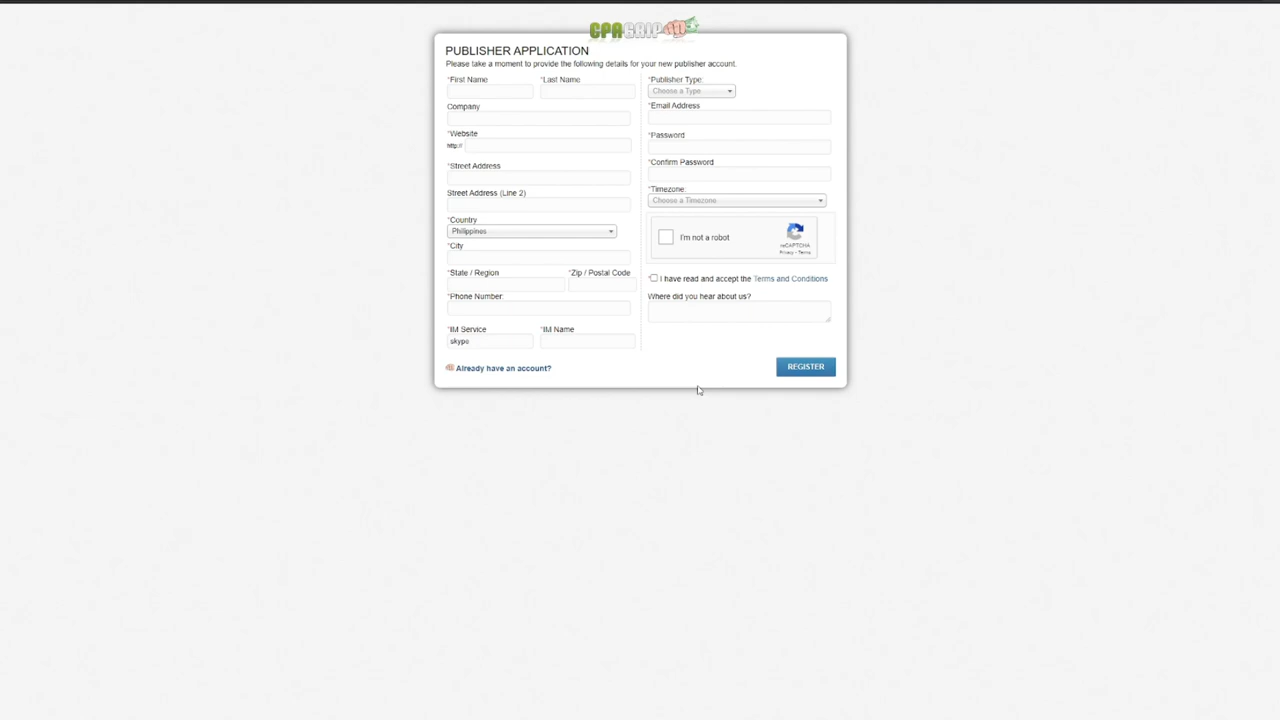 CPAGRIP
PUBLISHER APPLICATION
Please take a moment to provide the following details for your new publisher account.
*First Name
*Last Name
Company
*Website
http://
*Street Address
Street Address (Line 2)
*Country
Philippines
*City
*State / Region
*Zip / Postal Code
*Phone Number:
*IM Service
*IM Name
skype
Already have an account?
*Publisher Type:
Choose a Type
*Email Address
*Password
*Confirm Password
*Timezone:
Choose a Timezone
I'm not a robot
reCAPTCHA
Privacy - Terms
*I have read and accept the Terms and Conditions
Where did you hear about us?
REGISTER